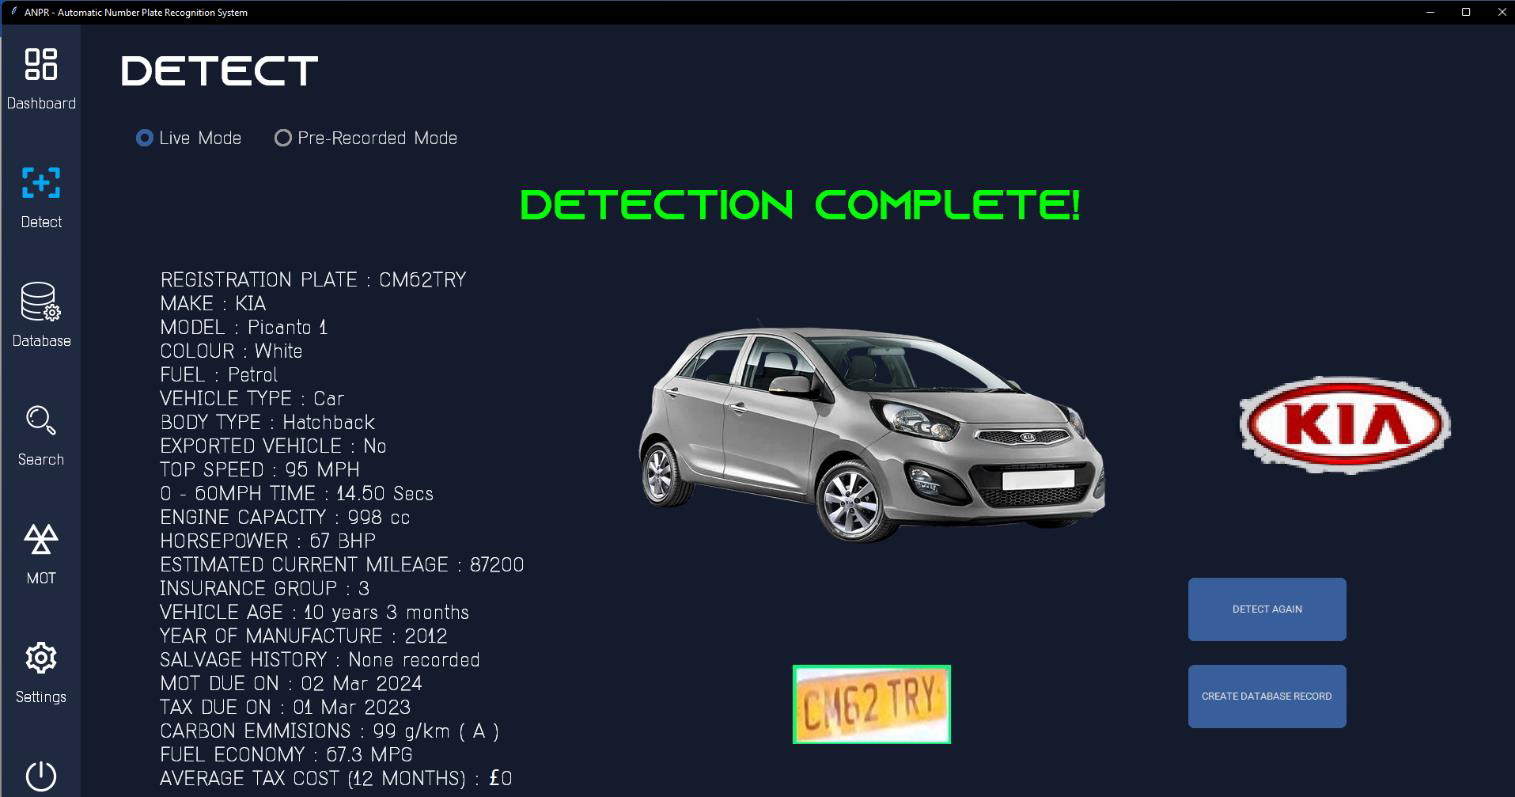 ANPR - Automatic Number Plate Recognition System
Dashboard
DETECT
Live Mode
Pre-Recorded Mode
Detect
DETECTION COMPLETE!
Database
Search
MOT
Settings
REGISTRATION PLATE : CM62TRY
MAKE : KIA
MODEL : Picanto 1
COLOUR : White
FUEL : Petrol
VEHICLE TYPE : Car
BODY TYPE : Hatchback
EXPORTED VEHICLE : No
TOP SPEED : 95 MPH
0 - 60MPH TIME : 14.50 Secs
ENGINE CAPACITY : 998 cc
HORSEPOWER : 67 BHP
ESTIMATED CURRENT MILEAGE : 87200
INSURANCE GROUP : 3
VEHICLE AGE : 10 years 3 months
YEAR OF MANUFACTURE : 2012
SALVAGE HISTORY : None recorded
MOT DUE ON : 02 Mar 2024
TAX DUE ON : 01 Mar 2023
CARBON EMMISIONS : 99 g/km ( A )
FUEL ECONOMY : 67.3 MPG
AVERAGE TAX COST (12 MONTHS) : £0
KIA
KIA
CM62 TRY
DETECT AGAIN
CREATE DATABASE RECORD